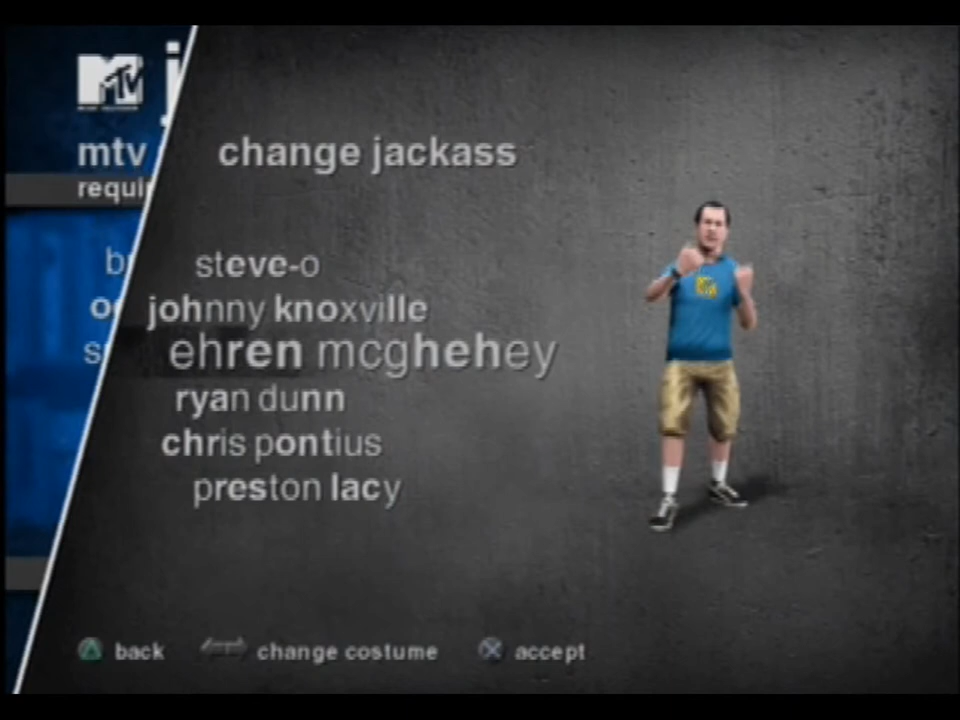 MTV
j
mtv
requi
change jackass
b
steve-o
o
johnny knoxville
s
ehren mcghehey
ryan dunn
chris pontius
preston lacy
back
change costume
accept